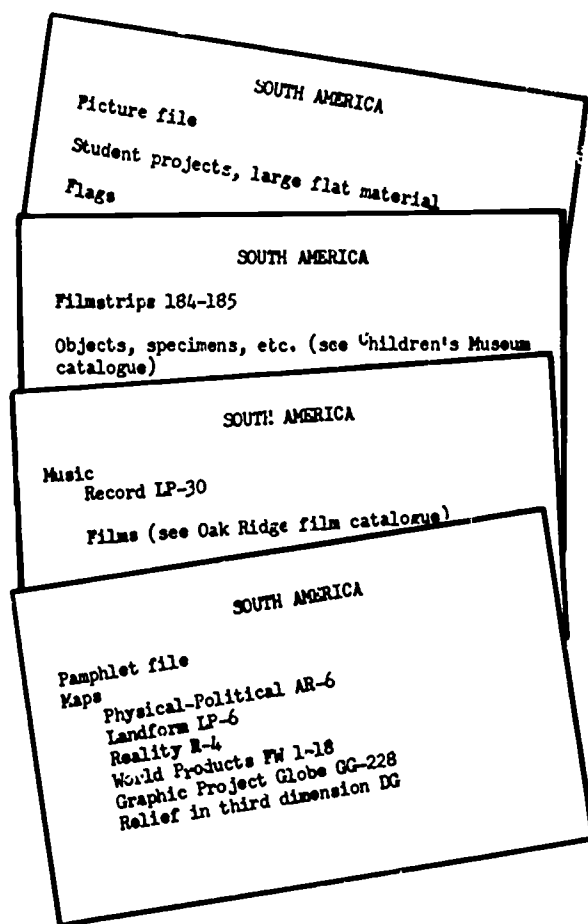 SOUTH AMERICA
Picture file
Student projects, large flat material
Flags
SOUTH AMERICA
Filmstrips 184-185
Objects, specimens, etc. (see Children's Museum
catalogue)
SOUTH AMERICA
Music
Record LP-30
Films (see Oak Ridge film catalogue)
SOUTH AMERICA
Pamphlet file
Maps
Physical-Political AR-6
Landform LP-6
Reality R-4
World Products FW 1-18
Graphic Project Globe GG-228
Relief in third dimension DG